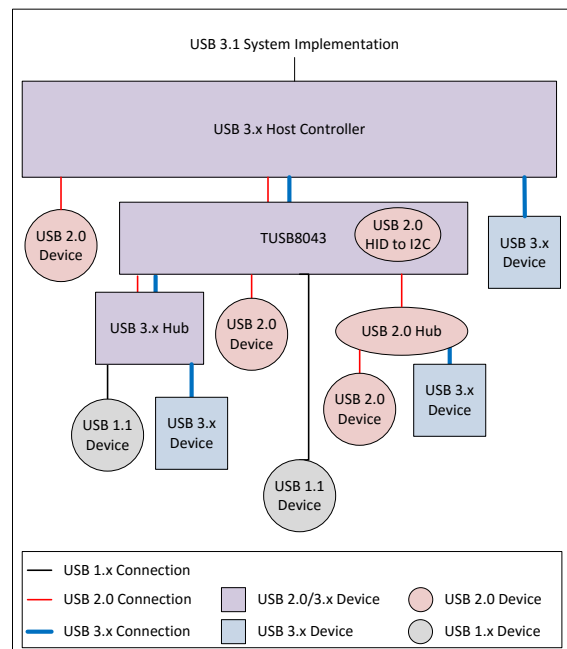 USB 3.1 System Implementation
USB 3.x Host Controller
USB 2.0
Device
TUSB8043
USB 2.0
HID to I2C
USB 3.x
Device
USB 3.x Hub
USB 2.0
Device
USB 2.0 Hub
USB 1.1
Device
USB 3.x
Device
USB 2.0
Device
USB 3.x
Device
USB 1.1
Device
USB 1.x Connection
USB 2.0 Connection
USB 2.0/3.x Device
USB 2.0 Device
USB 3.x Connection
USB 3.x Device
USB 1.x Device